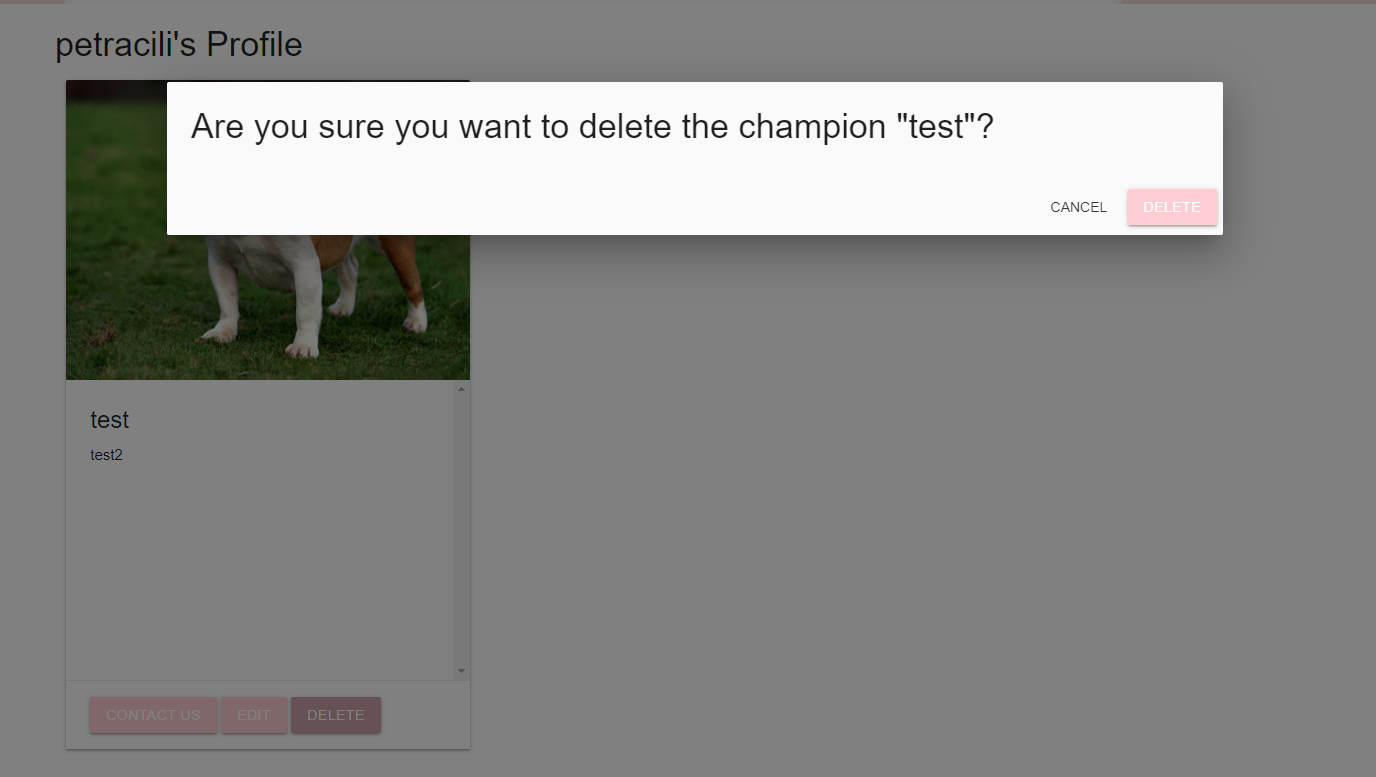 petracili's Profile
Are you sure you want to delete the champion "test"?
CANCEL DELETE
test
test2
CONTACT US EDIT DELETE